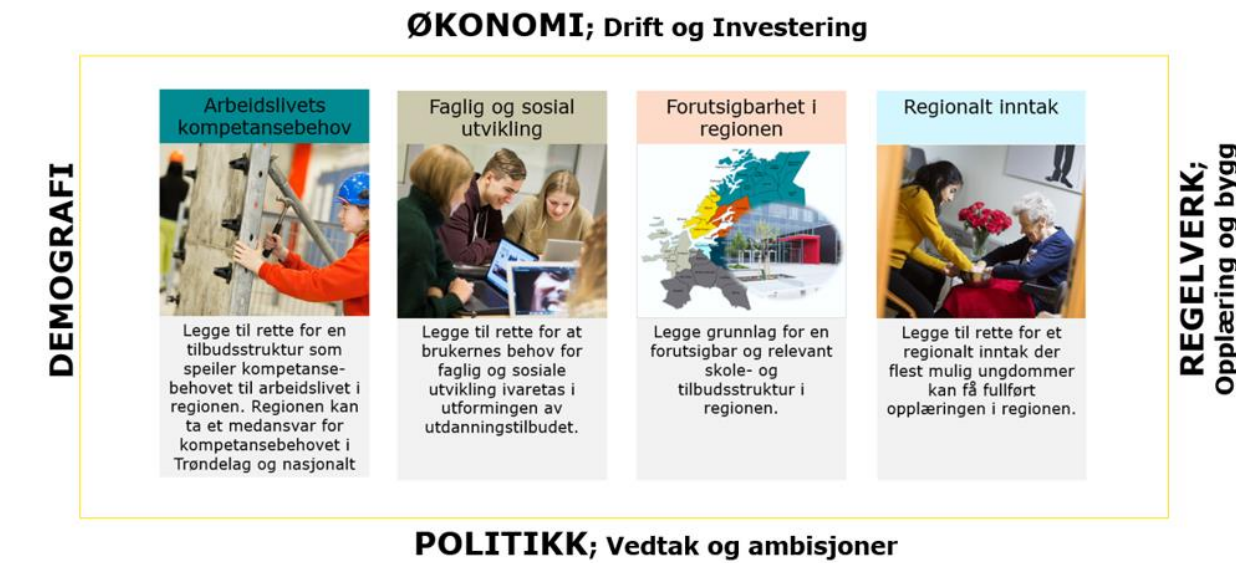 ØKONOMI; Drift og Investering
DEMOGRAFI
Arbeidslivets
kompetansebehov
Legge til rette for en
tilbudsstruktur som
speiler kompetanse-
behovet til arbeidslivet i
regionen. Regionen kan
ta et medansvar for
kompetansebehovet i
Trøndelag og nasjonalt
Faglig og sosial
utvikling
Legge til rette for at
brukernes behov for
faglig og sosiale
utvikling ivaretas i
utformingen av
utdanningstilbudet.
Forutsigbarhet i
regionen
Legge grunnlag for en
forutsigbar og relevant
skole- og
tilbudsstruktur i
regionen.
Regionalt inntak
Legge til rette for et
regionalt inntak der
flest mulig ungdommer
kan få fullført
opplæringen i regionen.
REGELVERK;
Opplæring og bygg
POLITIKK; Vedtak og ambisjoner